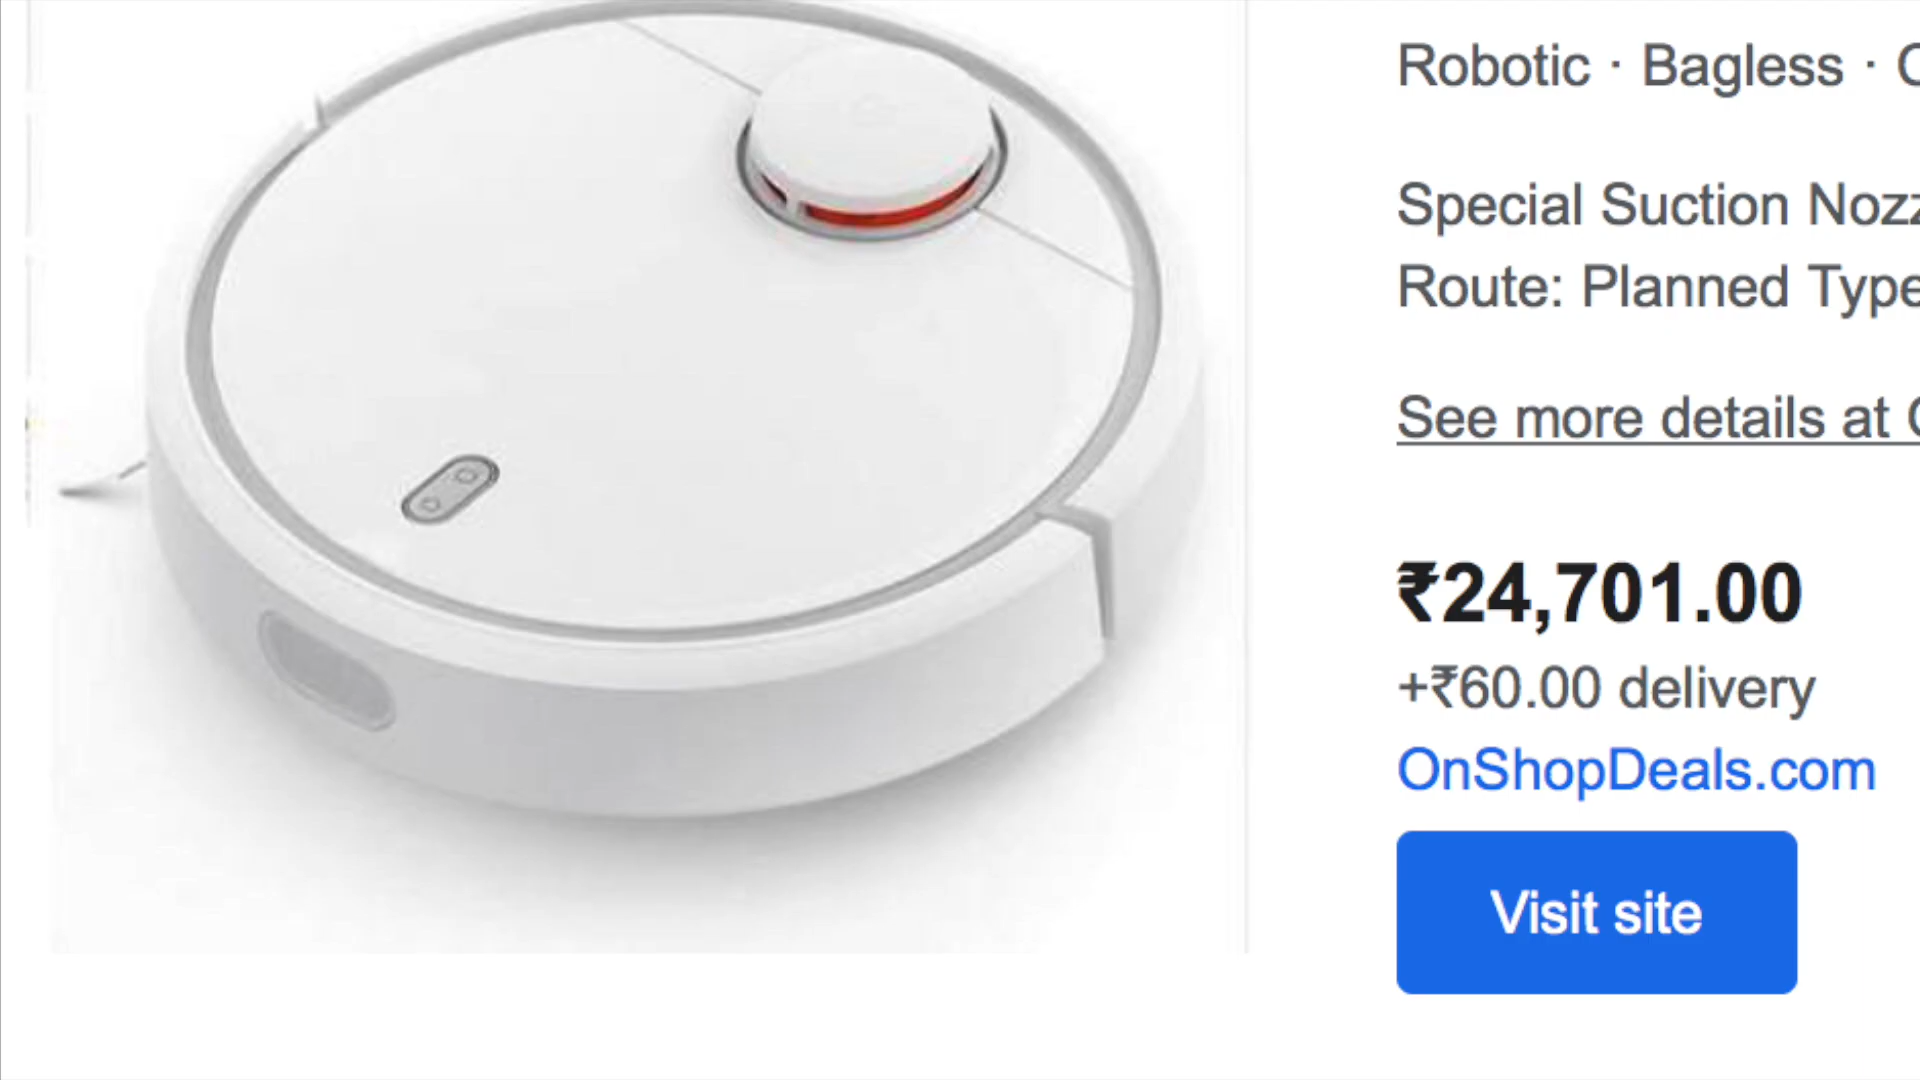 Robotic · Bagless ·
Special Suction
Route: Planned Type
See more details at
₹24,701.00
+₹60.00 delivery
OnShopDeals.com
Visit site